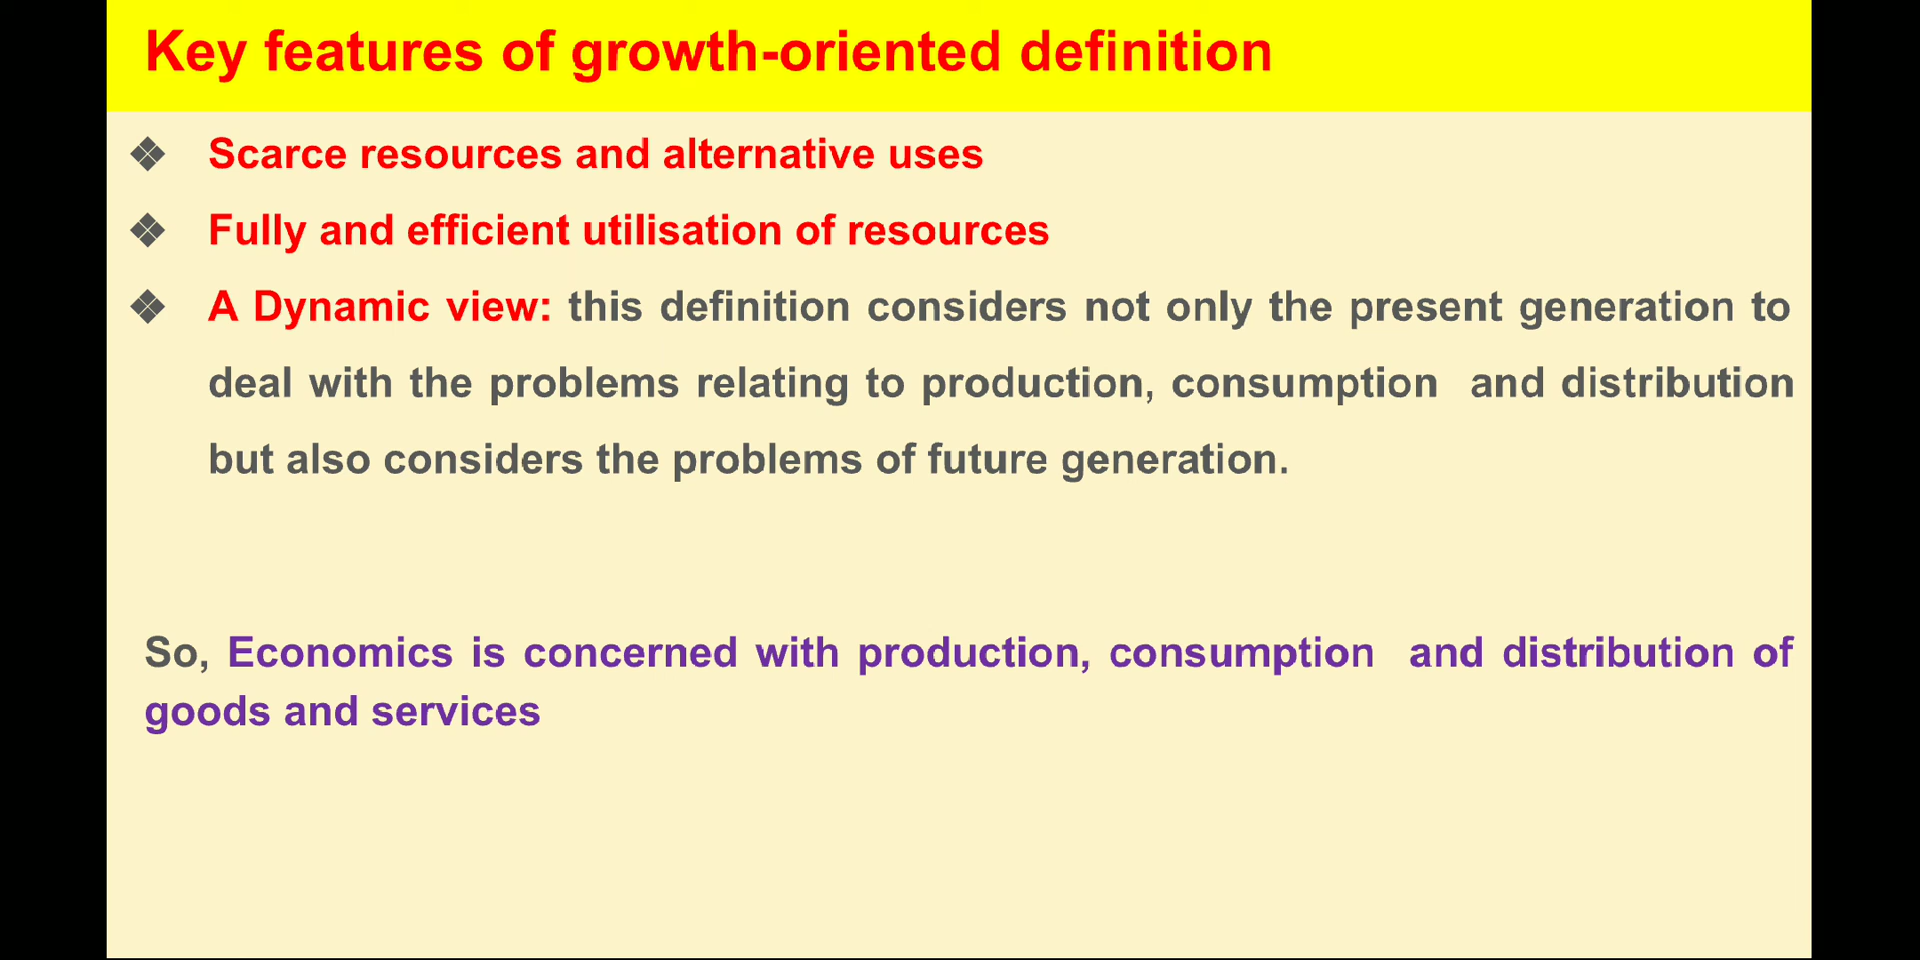 Key features of growth-oriented definition
❖ Scarce resources and alternative uses
❖ Fully and efficient utilisation of resources
❖ A Dynamic view: this definition considers not only the present generation to
deal with the problems relating to production, consumption and distribution
but also considers the problems of future generation.
So, Economics is concerned with production, consumption and distribution of
goods and services